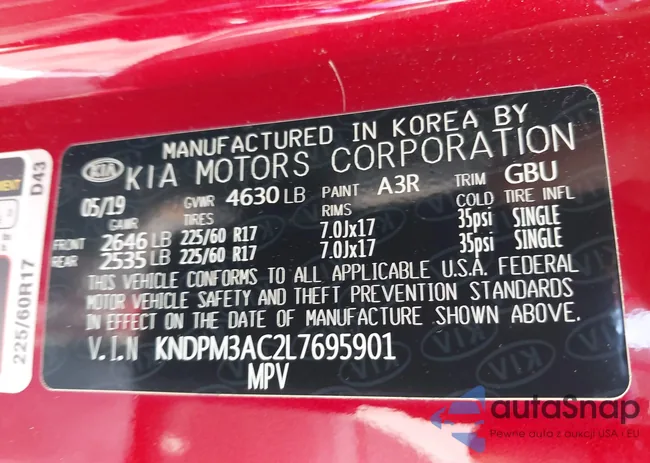 MANUFACTURED IN KOREA BY
KIA KIA MOTORS CORPORATION
05/19 GVWR 4630 LB PAINT A3R TRIM GBU
GAWR TIRES RIMS COLD TIRE INFL
FRONT 2646 LB 225/60 R17 7.0Jx17 35psi SINGLE
REAR 2535 LB 225/60 R17 7.0Jx17 35psi SINGLE
THIS VEHICLE CONFORMS TO ALL APPLICABLE U.S.A. FEDERAL
MOTOR VEHICLE SAFETY AND THEFT PREVENTION STANDARDS
IN EFFECT ON THE DATE OF MANUFACTURE SHOWN ABOVE.
V.I.N KNDPM3AC2L7695901
MPV
D43
225/60R17
autoSnap
Pewne auta z aukcji USA i EU